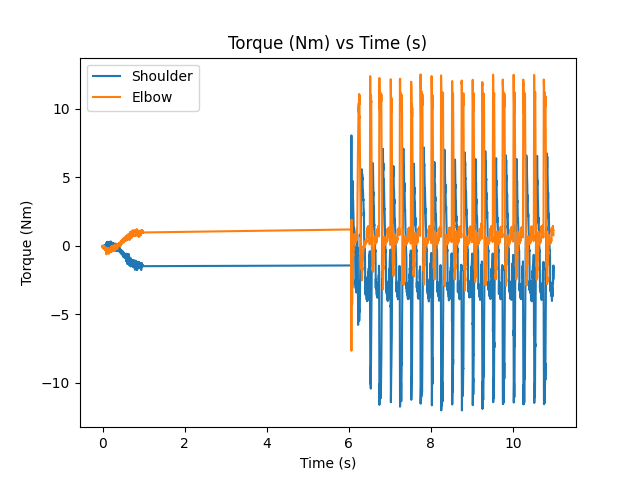 Torque (Nm) vs Time (s)
Shoulder
Elbow
Torque (Nm)
10
5
0
−5
−10
0 2 4 6 8 10
Time (s)